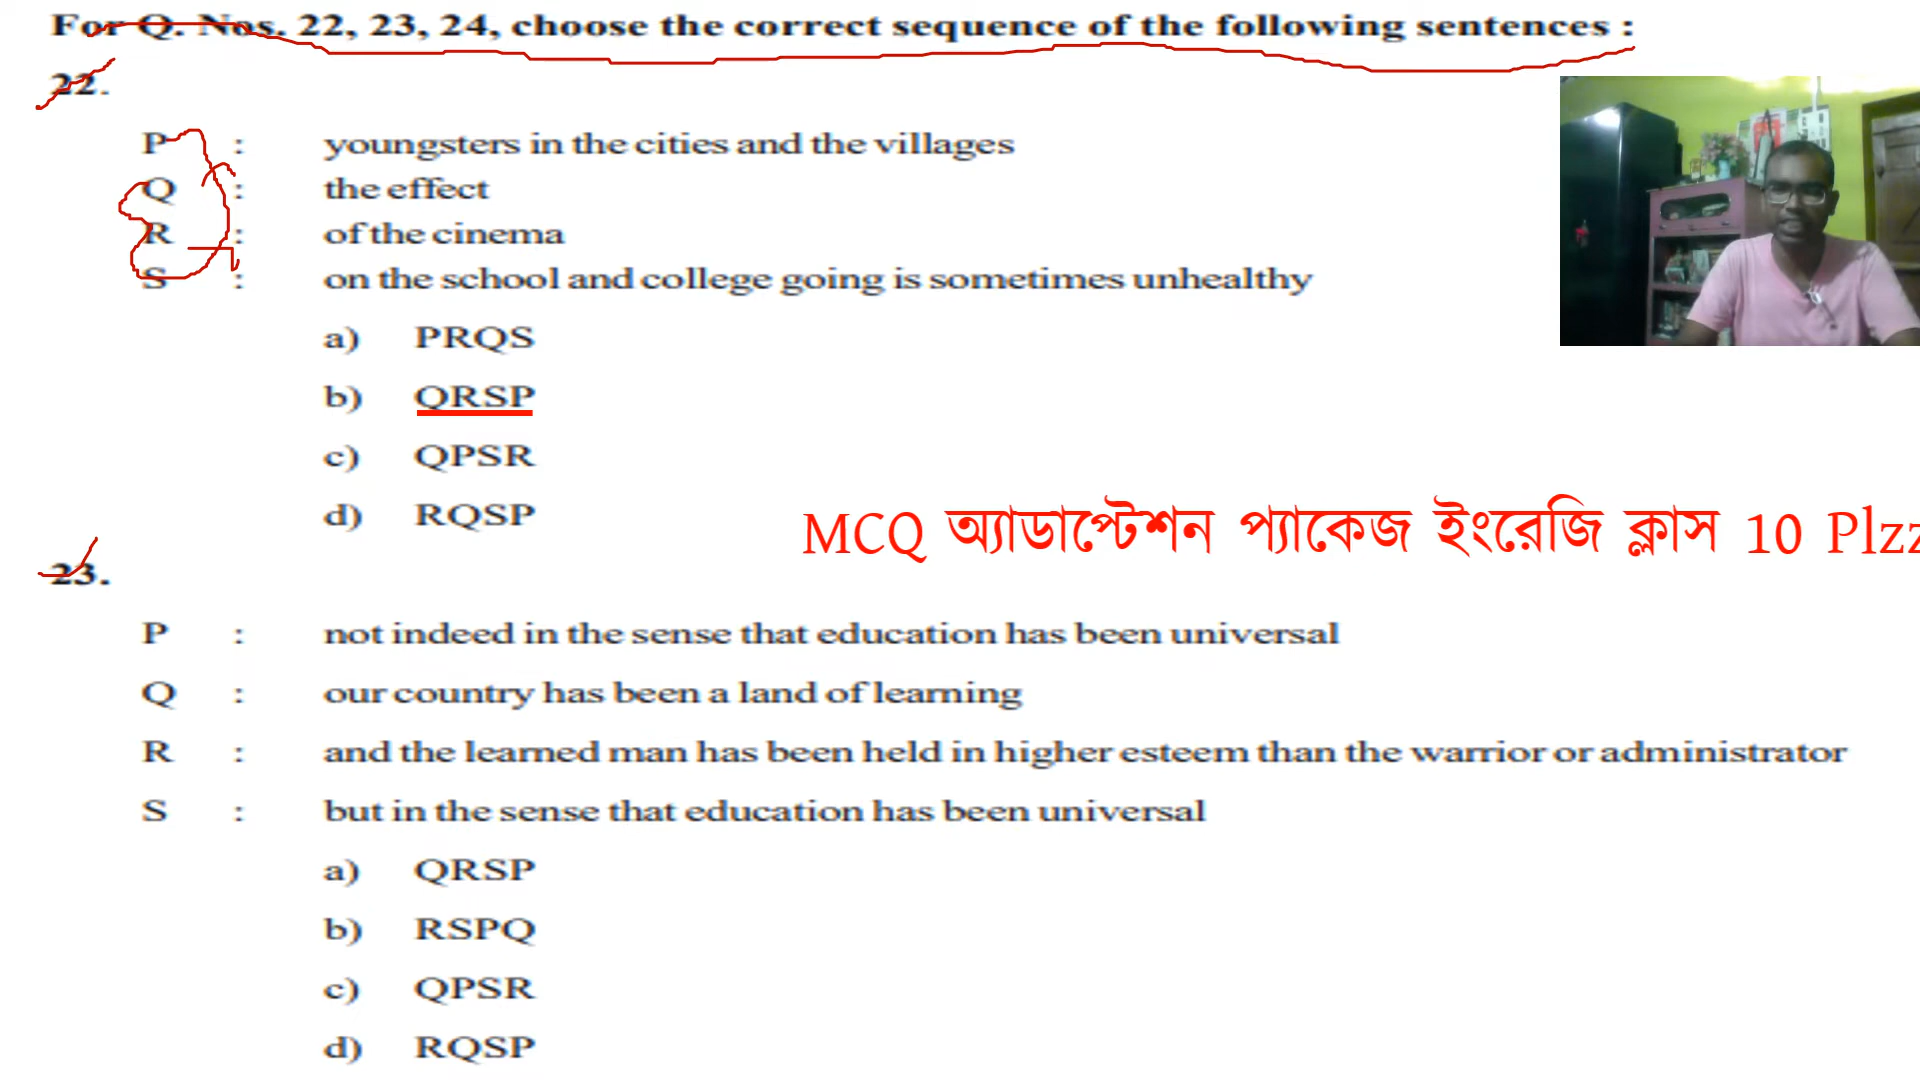 For Q. Nos. 22, 23, 24, choose the correct sequence of the following sentences :
22.
P : youngsters in the cities and the villages
Q : the effect
R : of the cinema
S : on the school and college going is sometimes unhealthy
a) PRQS
b) QRSP
c) QPSR
d) RQSP
MCQ অ্যাডাপ্টেশন প্যাকেজ ইংরেজি ক্লাস 10 Plzz
23.
P : not indeed in the sense that education has been universal
Q : our country has been a land of learning
R : and the learned man has been held in higher esteem than the warrior or administrator
S : but in the sense that education has been universal
a) QRSP
b) RSPQ
c) QPSR
d) RQSP